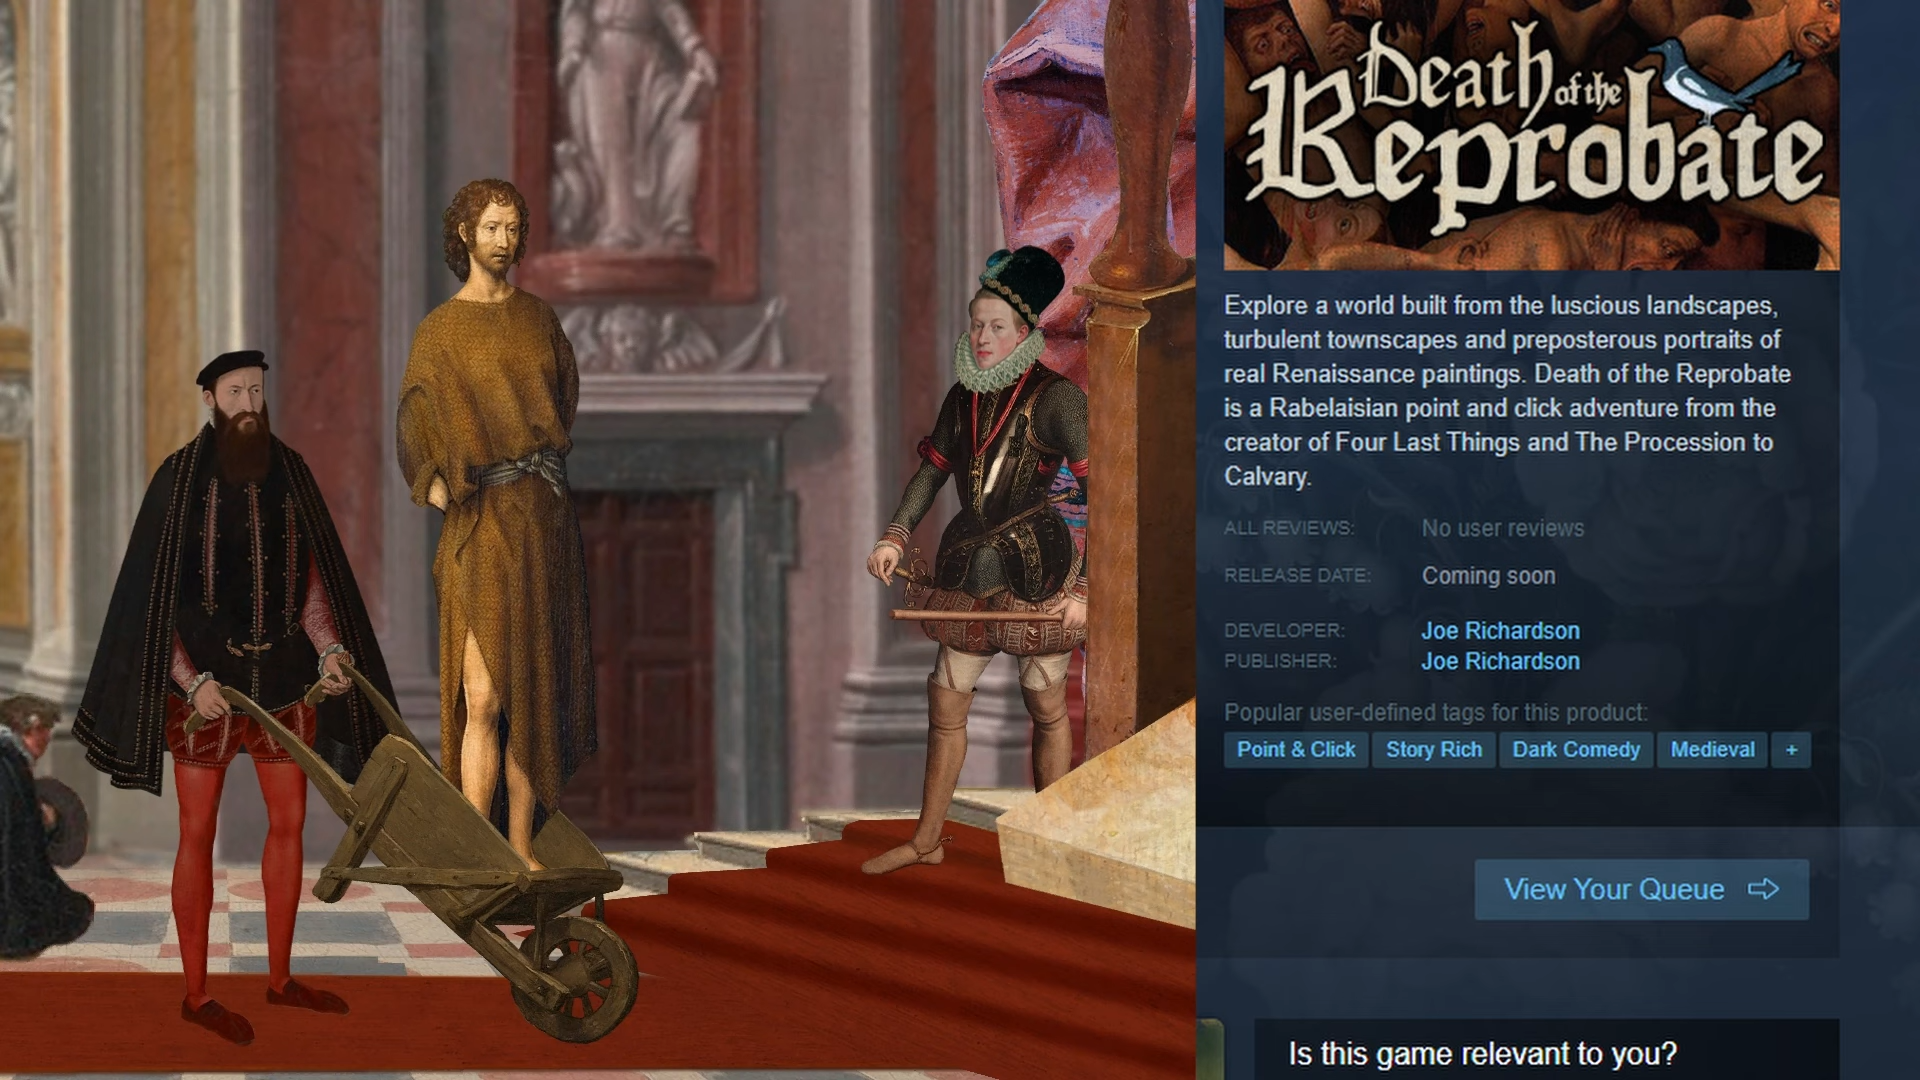 Death of the
Reprobate
Explore a world built from the luscious landscapes,
turbulent townscapes and preposterous portraits of
real Renaissance paintings. Death of the Reprobate
is a Rabelaisian point and click adventure from the
creator of Four Last Things and The Procession to
Calvary.
ALL REVIEWS: No user reviews
RELEASE DATE: Coming soon
DEVELOPER: Joe Richardson
PUBLISHER: Joe Richardson
Popular user-defined tags for this product:
Point & Click Story Rich Dark Comedy Medieval +
View Your Queue
Is this game relevant to you?